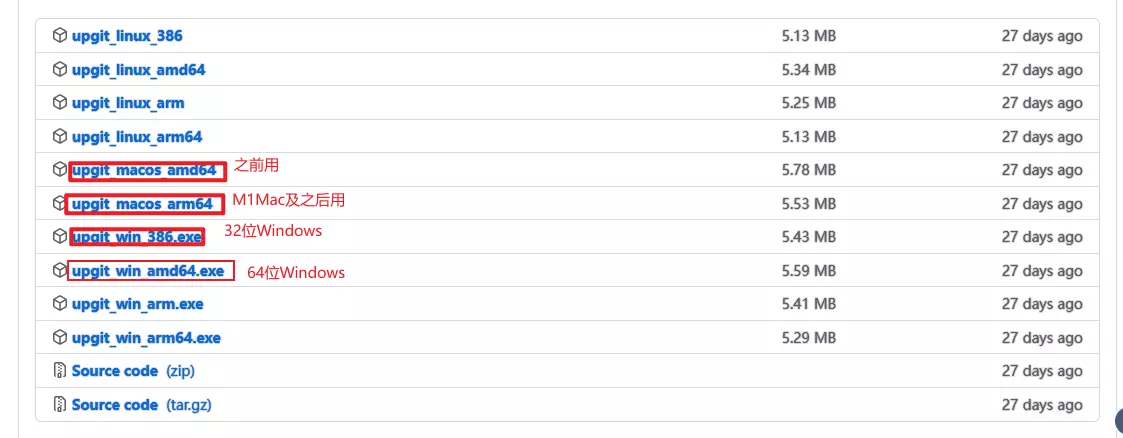 upgit_linux_386 5.13 MB 27 days ago
upgit_linux_amd64 5.34 MB 27 days ago
upgit_linux_arm 5.25 MB 27 days ago
upgit_linux_arm64 5.13 MB 27 days ago
upgit_macos_amd64 之前用 5.78 MB 27 days ago
upgit_macos_arm64 M1Mac及之后用 5.53 MB 27 days ago
upgit_win_386.exe 32位Windows 5.43 MB 27 days ago
upgit_win_amd64.exe 64位Windows 5.59 MB 27 days ago
upgit_win_arm.exe 5.41 MB 27 days ago
upgit_win_arm64.exe 5.29 MB 27 days ago
Source code (zip) 27 days ago
Source code (tar.gz) 27 days ago